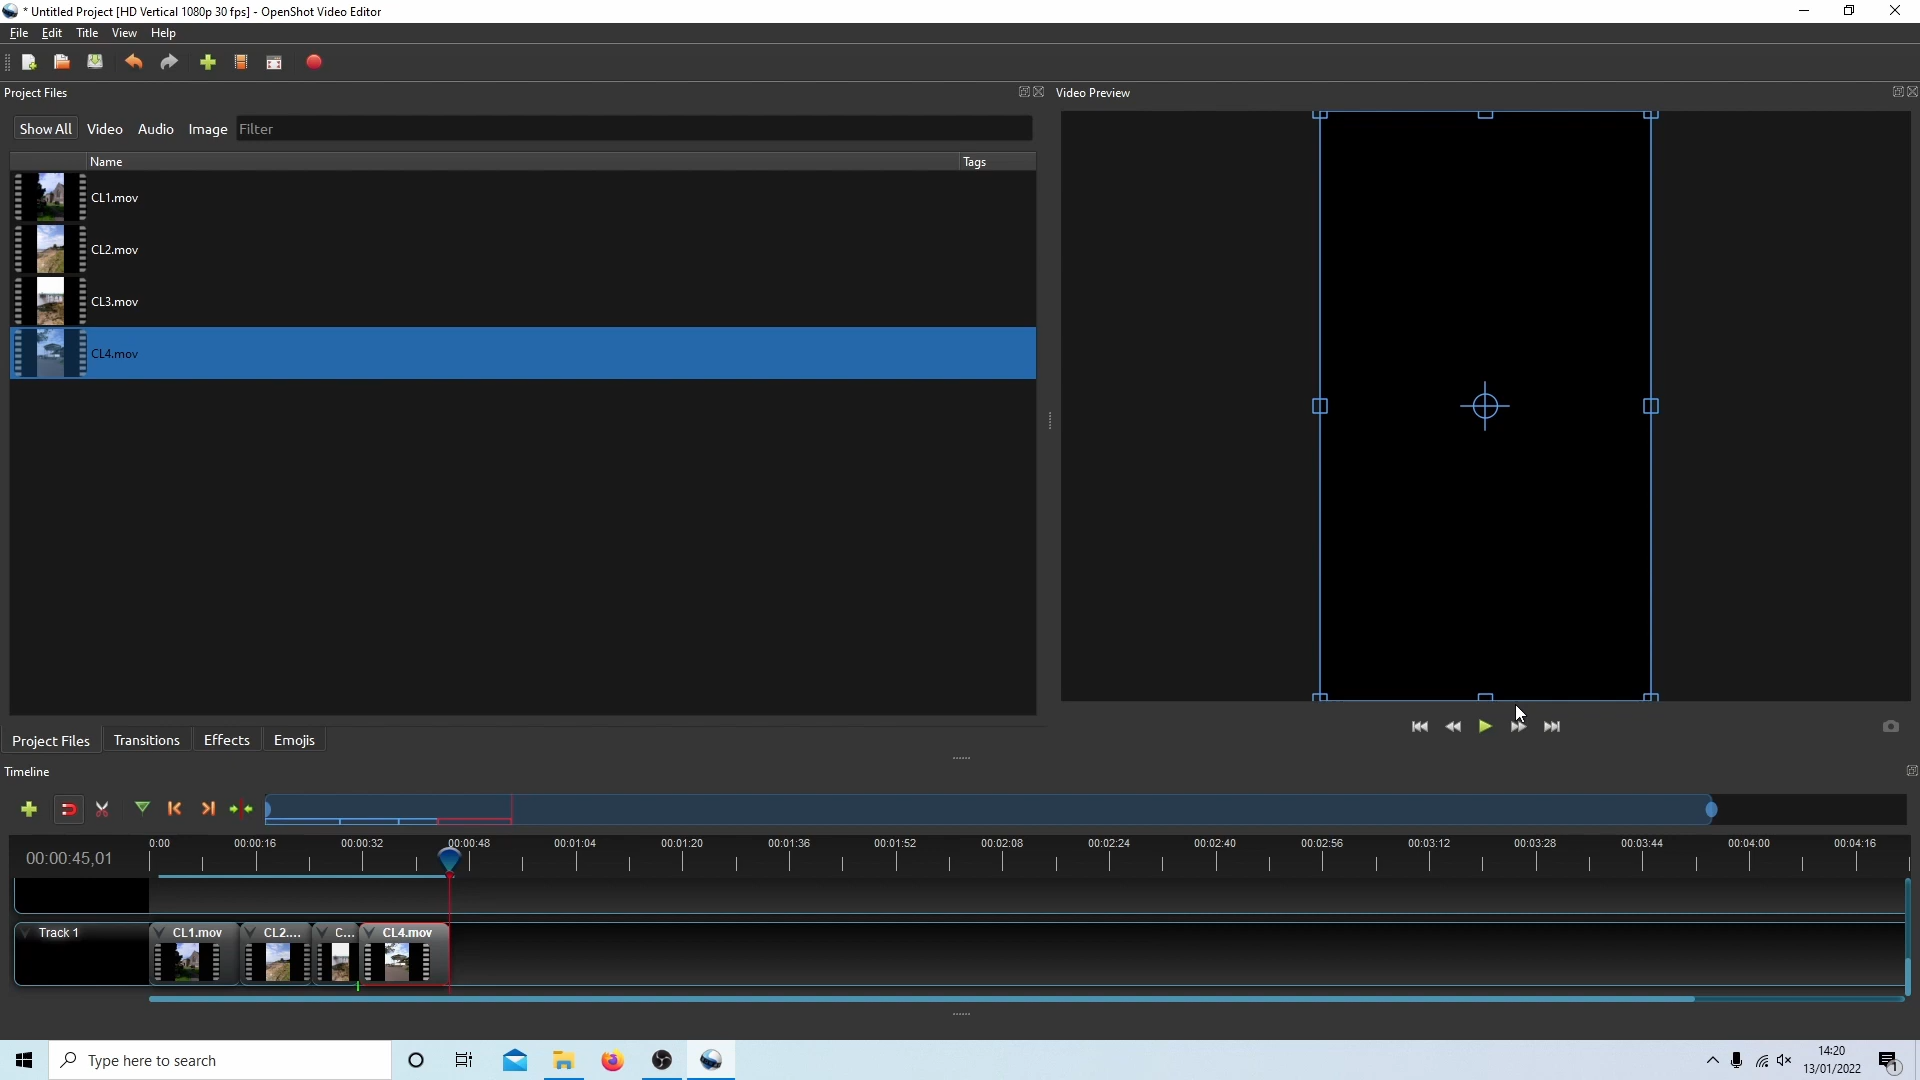 * Untitled Project [HD Vertical 1080p 30 fps] - OpenShot Video Editor
File Edit Title View Help
Project Files
Video Preview
Show All Video Audio Image Filter
Name Tags
CL1.mov
CL2.mov
CL3.mov
CL4.mov
Project Files Transitions Effects Emojis
Timeline
00:00:45,01
0:00 00:00:16 00:00:32 00:00:48 00:01:04 00:01:20 00:01:36 00:01:52 00:02:08 00:02:24 00:02:40 00:02:56 00:03:12 00:03:28 00:03:44 00:04:00 00:04:16
Track 1 CL1.mov CL2.... C... CL4.mov
Type here to search
14:20
13/01/2022
1